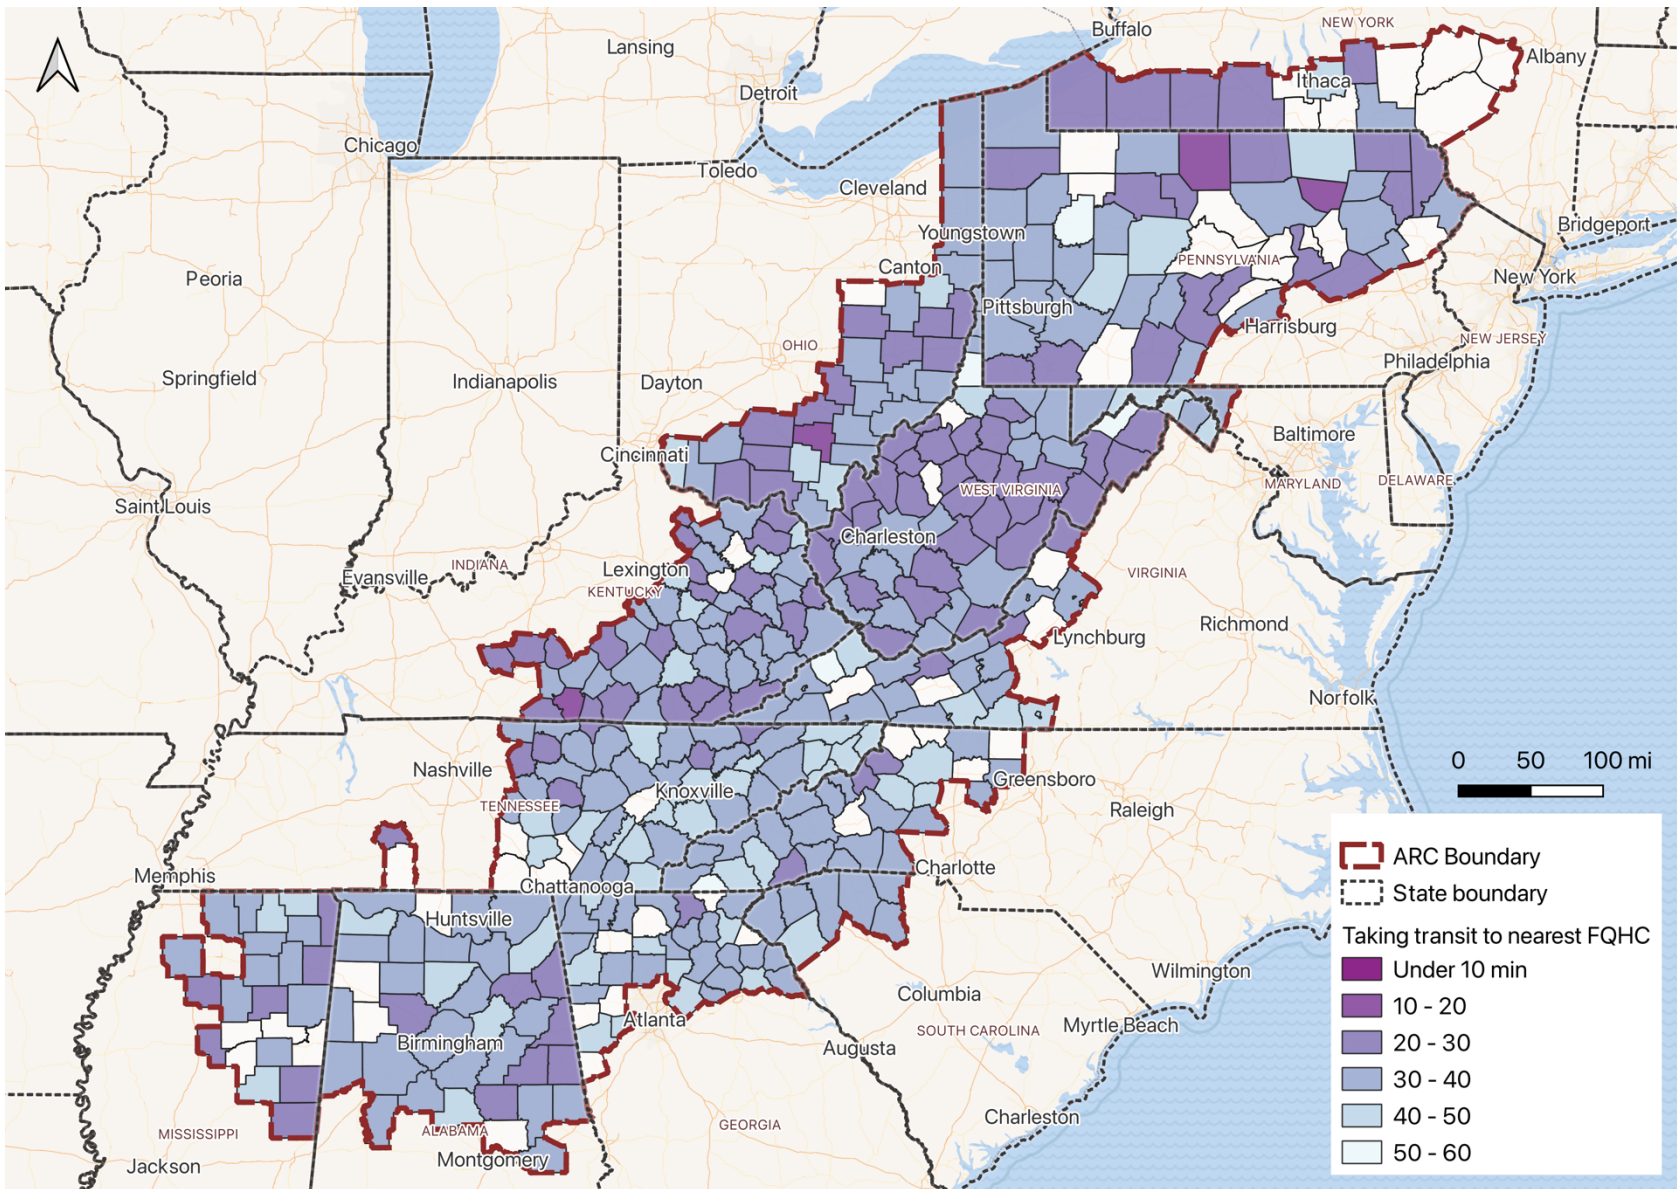 Buffalo
NEW YORK
Albany
Lansing
Ithaca
Detroit
Chicago
Toledo
Cleveland
Bridgeport
Youngstown
PENNSYLVANIA
Canton
New York
Peoria
Pittsburgh
Harrisburg
NEW JERSEY
OHIO
Philadelphia
Springfield
Indianapolis
Dayton
Baltimore
Cincinnati
MARYLAND
DELAWARE
WEST VIRGINIA
Saint Louis
Charleston
INDIANA
Lexington
Evansville
KENTUCKY
VIRGINIA
Richmond
Lynchburg
Norfolk
0 50 100 mi
Nashville
Knoxville
Greensboro
TENNESSEE
Raleigh
ARC Boundary
Memphis
Chattanooga
Charlotte
State boundary
Huntsville
Taking transit to nearest FQHC
Under 10 min
Wilmington
Columbia
10 - 20
Atlanta
SOUTH CAROLINA
Myrtle Beach
Birmingham
Augusta
20 - 30
30 - 40
Charleston
40 - 50
MISSISSIPPI
ALABAMA
GEORGIA
Jackson
Montgomery
50 - 60